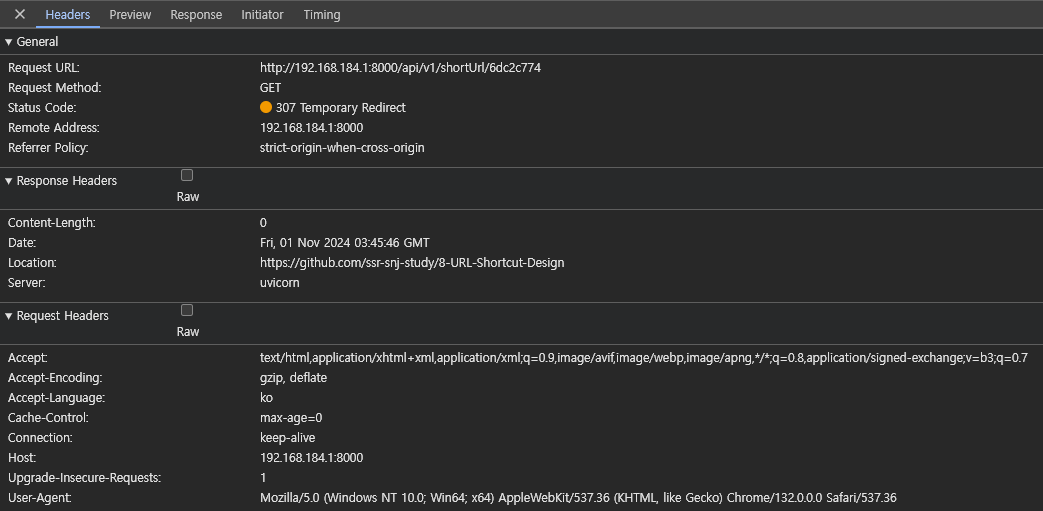 Headers Preview Response Initiator Timing
General
Request URL: http://192.168.184.1:8000/api/v1/shortUrl/6dc2c774
Request Method: GET
Status Code: 307 Temporary Redirect
Remote Address: 192.168.184.1:8000
Referrer Policy: strict-origin-when-cross-origin
Response Headers
Raw
Content-Length: 0
Date: Fri, 01 Nov 2024 03:45:46 GMT
Location: https://github.com/ssr-snj-study/8-URL-Shortcut-Design
Server: uvicorn
Request Headers
Raw
Accept: text/html,application/xhtml+xml,application/xml;q=0.9,image/avif,image/webp,image/apng,*/*;q=0.8,application/signed-exchange;v=b3;q=0.7
Accept-Encoding: gzip, deflate
Accept-Language: ko
Cache-Control: max-age=0
Connection: keep-alive
Host: 192.168.184.1:8000
Upgrade-Insecure-Requests: 1
User-Agent: Mozilla/5.0 (Windows NT 10.0; Win64; x64) AppleWebKit/537.36 (KHTML, like Gecko) Chrome/132.0.0.0 Safari/537.36